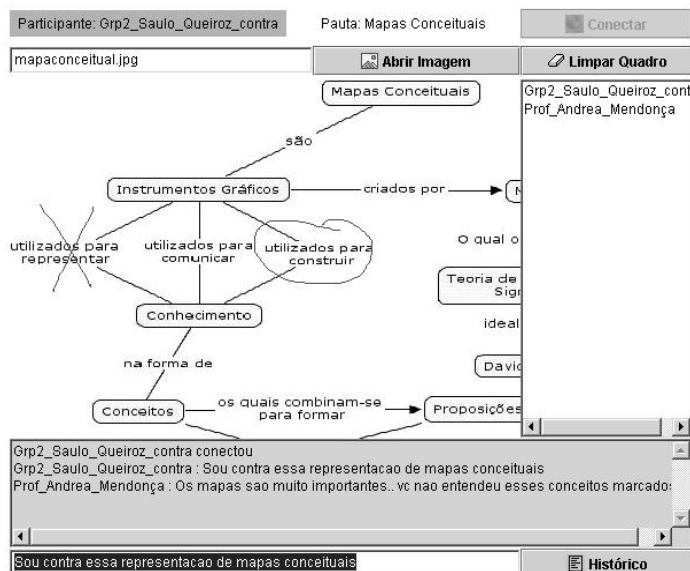 Participante: Grp2_Saulo_Queiroz_contra
Pauta: Mapas Conceituais
Conectar
mapaconceitual.jpg
Abrir Imagem
Limpar Quadro
Mapas Conceituais
são
Instrumentos Gráficos
criados por
utilizados para
representar
utilizados para
comunicar
utilizados para
construir
O qual o
Teoria de
Sign
Conhecimento
ideal
na forma de
Davic
Conceitos
os quais combinam-se
para formar
Proposições
Grp2_Saulo_Queiroz_cont
Prof_Andrea_Mendonça
Grp2_Saulo_Queiroz_contra conectou
Grp2_Saulo_Queiroz_contra : Sou contra essa representacao de mapas conceituais
Prof_Andrea_Mendonça : Os mapas sao muito importantes.. vc nao entendeu esses conceitos marcados
Sou contra essa representacao de mapas conceituais
Histórico